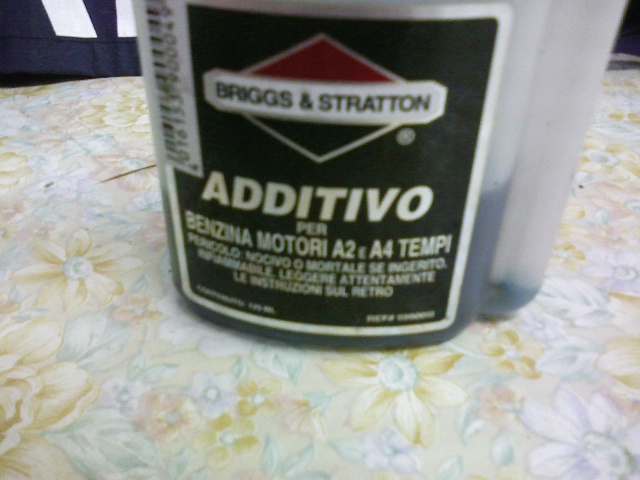 BRIGGS & STRATTON
®
ADDITIVO
PER
BENZINA MOTORI A2 E A4 TEMPI
PERICOLO: NOCIVO O MORTALE SE INGERITO.
INFIAMMABILE. LEGGERE ATTENTAMENTE
LE ISTRUZIONI SUL RETRO
CONTENUTO: